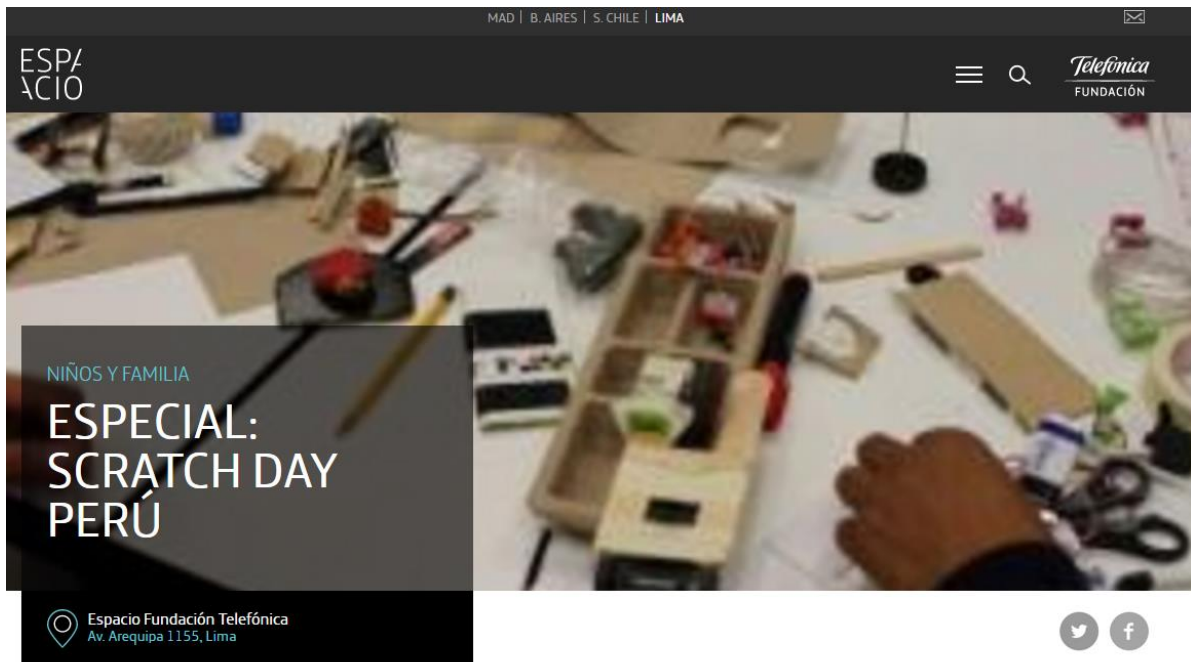 MAD | B. AIRES | S. CHILE | LIMA
ESPA
ACIO
Telefónica
FUNDACIÓN
NIÑOS Y FAMILIA
ESPECIAL:
SCRATCH DAY
PERÚ
Espacio Fundación Telefónica
Av. Arequipa 1155, Lima